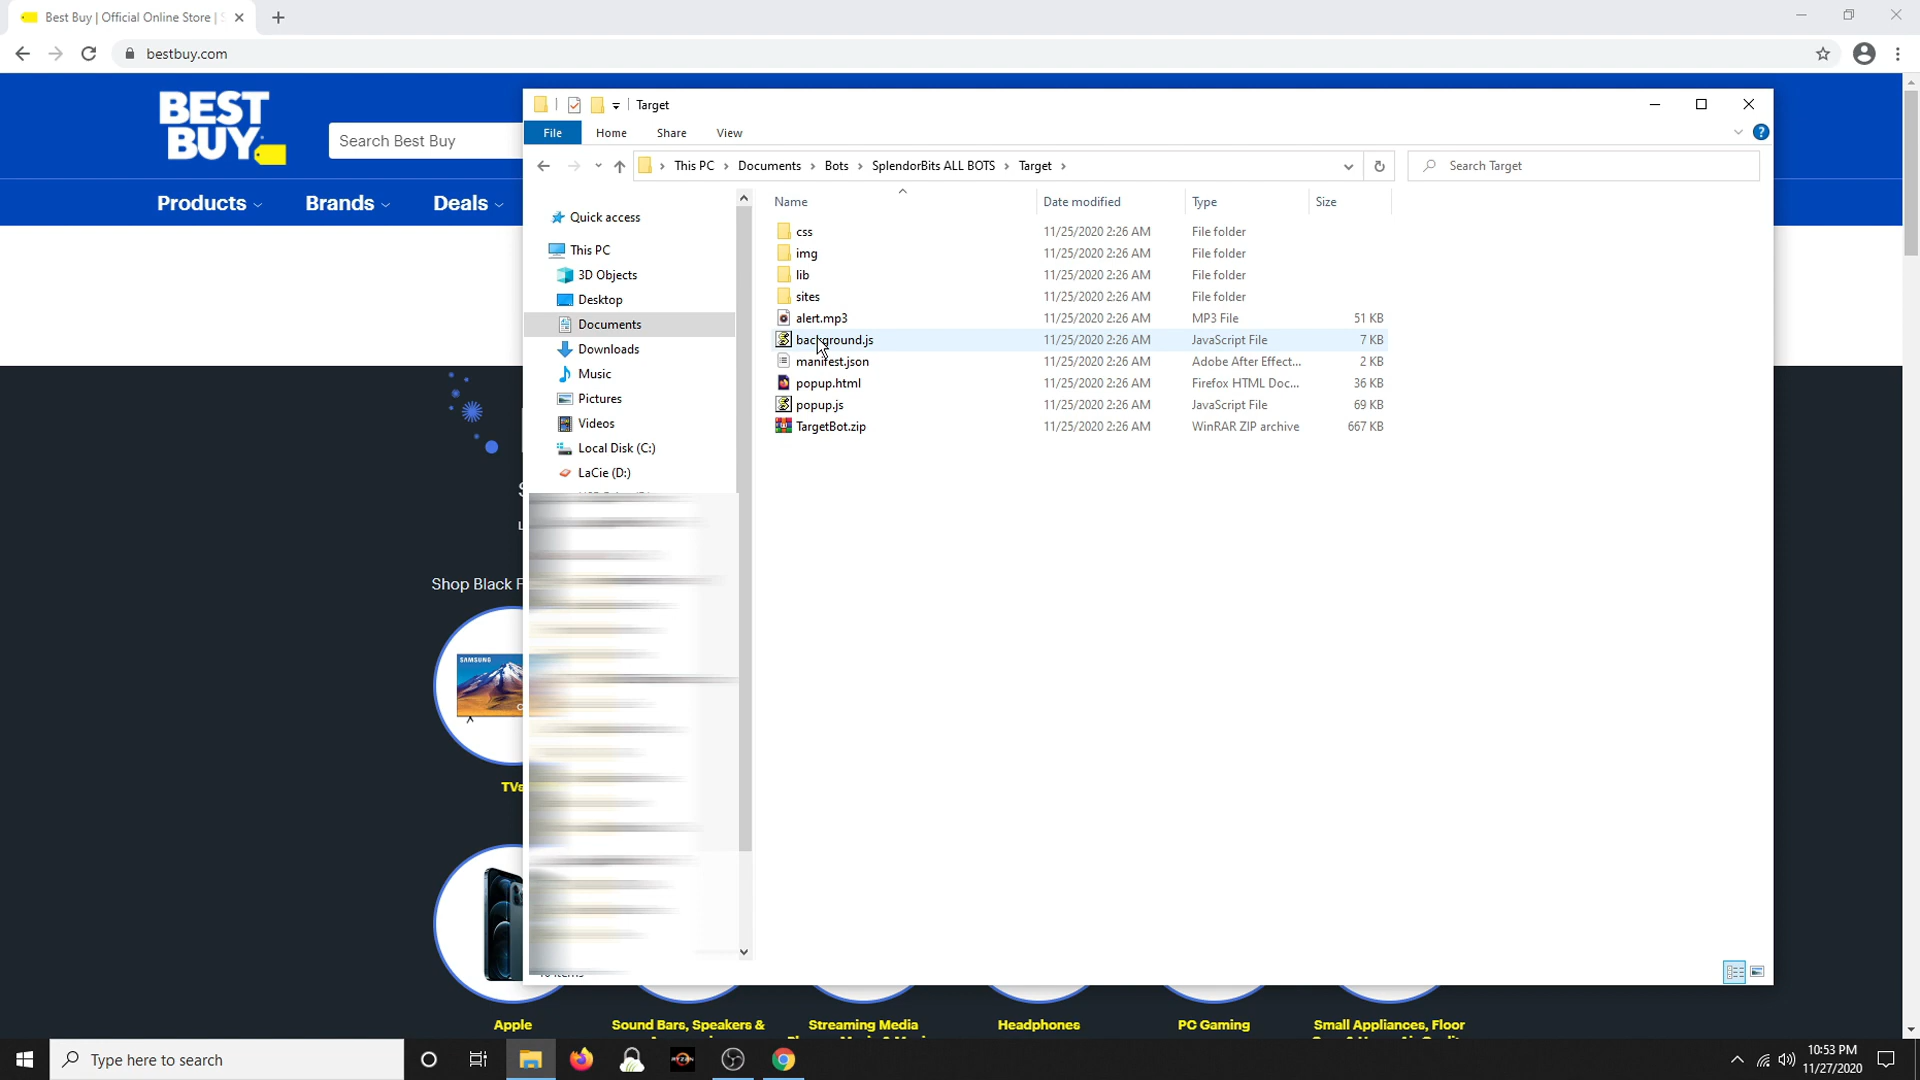 Best Buy | Official Online Store |
bestbuy.com
BEST BUY
Search Best Buy
Products
Brands
Deals
Target
File
Home
Share
View
This PC > Documents > Bots > SplendorBits ALL BOTS > Target >
Search Target
Quick access
This PC
3D Objects
Desktop
Documents
Downloads
Music
Pictures
Videos
Local Disk (C:)
LaCie (D:)
Name Date modified Type Size
css 11/25/2020 2:26 AM File folder
img 11/25/2020 2:26 AM File folder
lib 11/25/2020 2:26 AM File folder
sites 11/25/2020 2:26 AM File folder
alert.mp3 11/25/2020 2:26 AM MP3 File 51 KB
background.js 11/25/2020 2:26 AM JavaScript File 7 KB
manifest.json 11/25/2020 2:26 AM Adobe After Effect... 2 KB
popup.html 11/25/2020 2:26 AM Firefox HTML Doc... 36 KB
popup.js 11/25/2020 2:26 AM JavaScript File 69 KB
TargetBot.zip 11/25/2020 2:26 AM WinRAR ZIP archive 667 KB
Shop Black F
SAMSUNG
TVs
Apple
Sound Bars, Speakers &
Streaming Media
Headphones
PC Gaming
Small Appliances, Floor
Type here to search
RYZEN
10:53 PM
11/27/2020